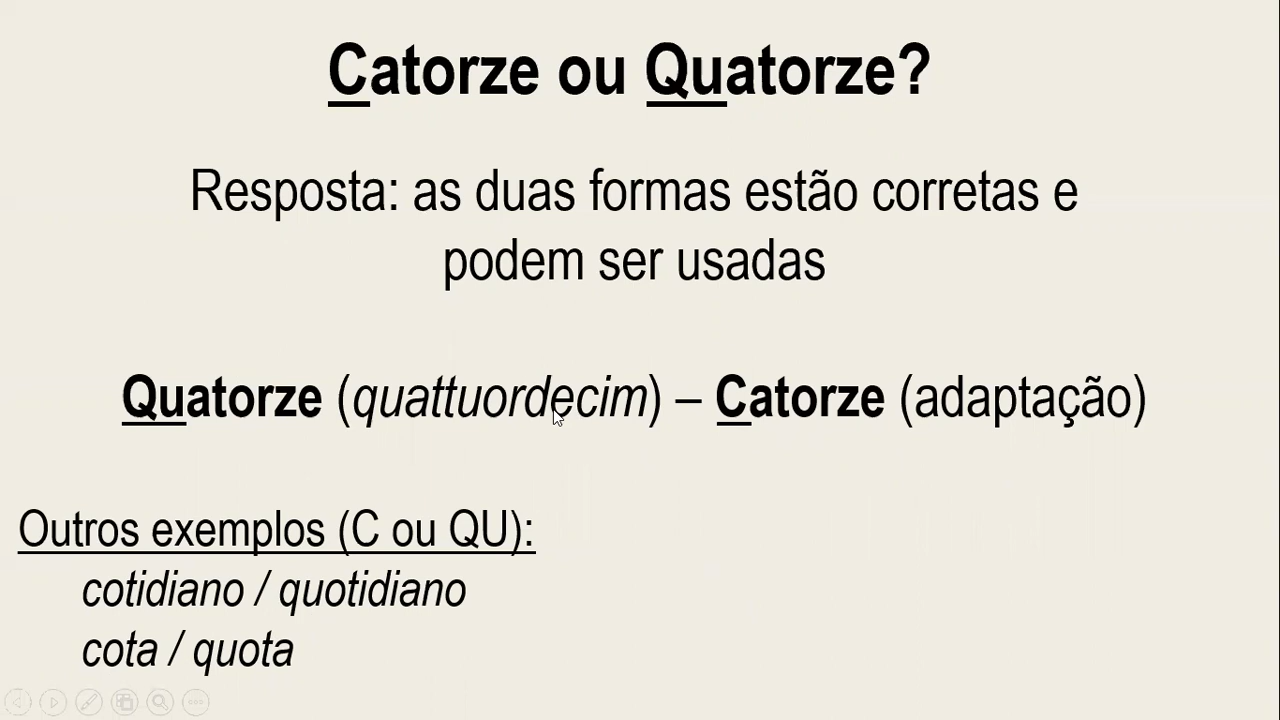 Catorze ou Quatorze?
Resposta: as duas formas estão corretas e
podem ser usadas
Quatorze (quattuordecim) – Catorze (adaptação)
Outros exemplos (C ou QU):
cotidiano / quotidiano
cota / quota